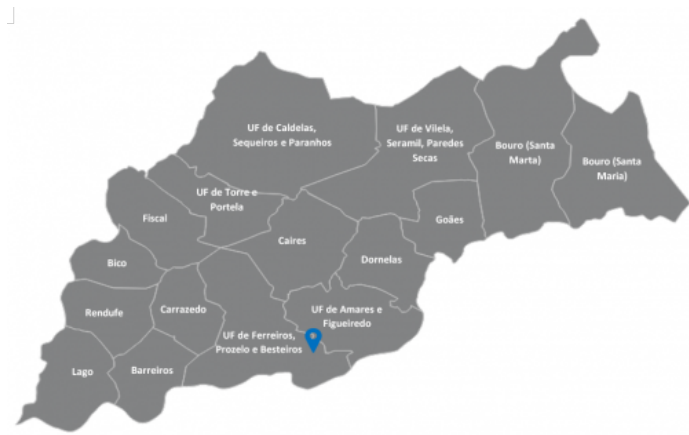 UF de Caldelas,
Sequeiros e Paranhos
UF de Vilela,
Seramil, Paredes
Secas
Bouro (Santa
Marta)
Bouro (Santa
Maria)
UF de Torre e
Portela
Fiscal
Goães
Caires
Dornelas
Bico
Rendufe
Carrazedo
UF de Amares e
Figueiredo
UF de Ferreiros,
Prozelo e Besteiros
Lago
Barreiros